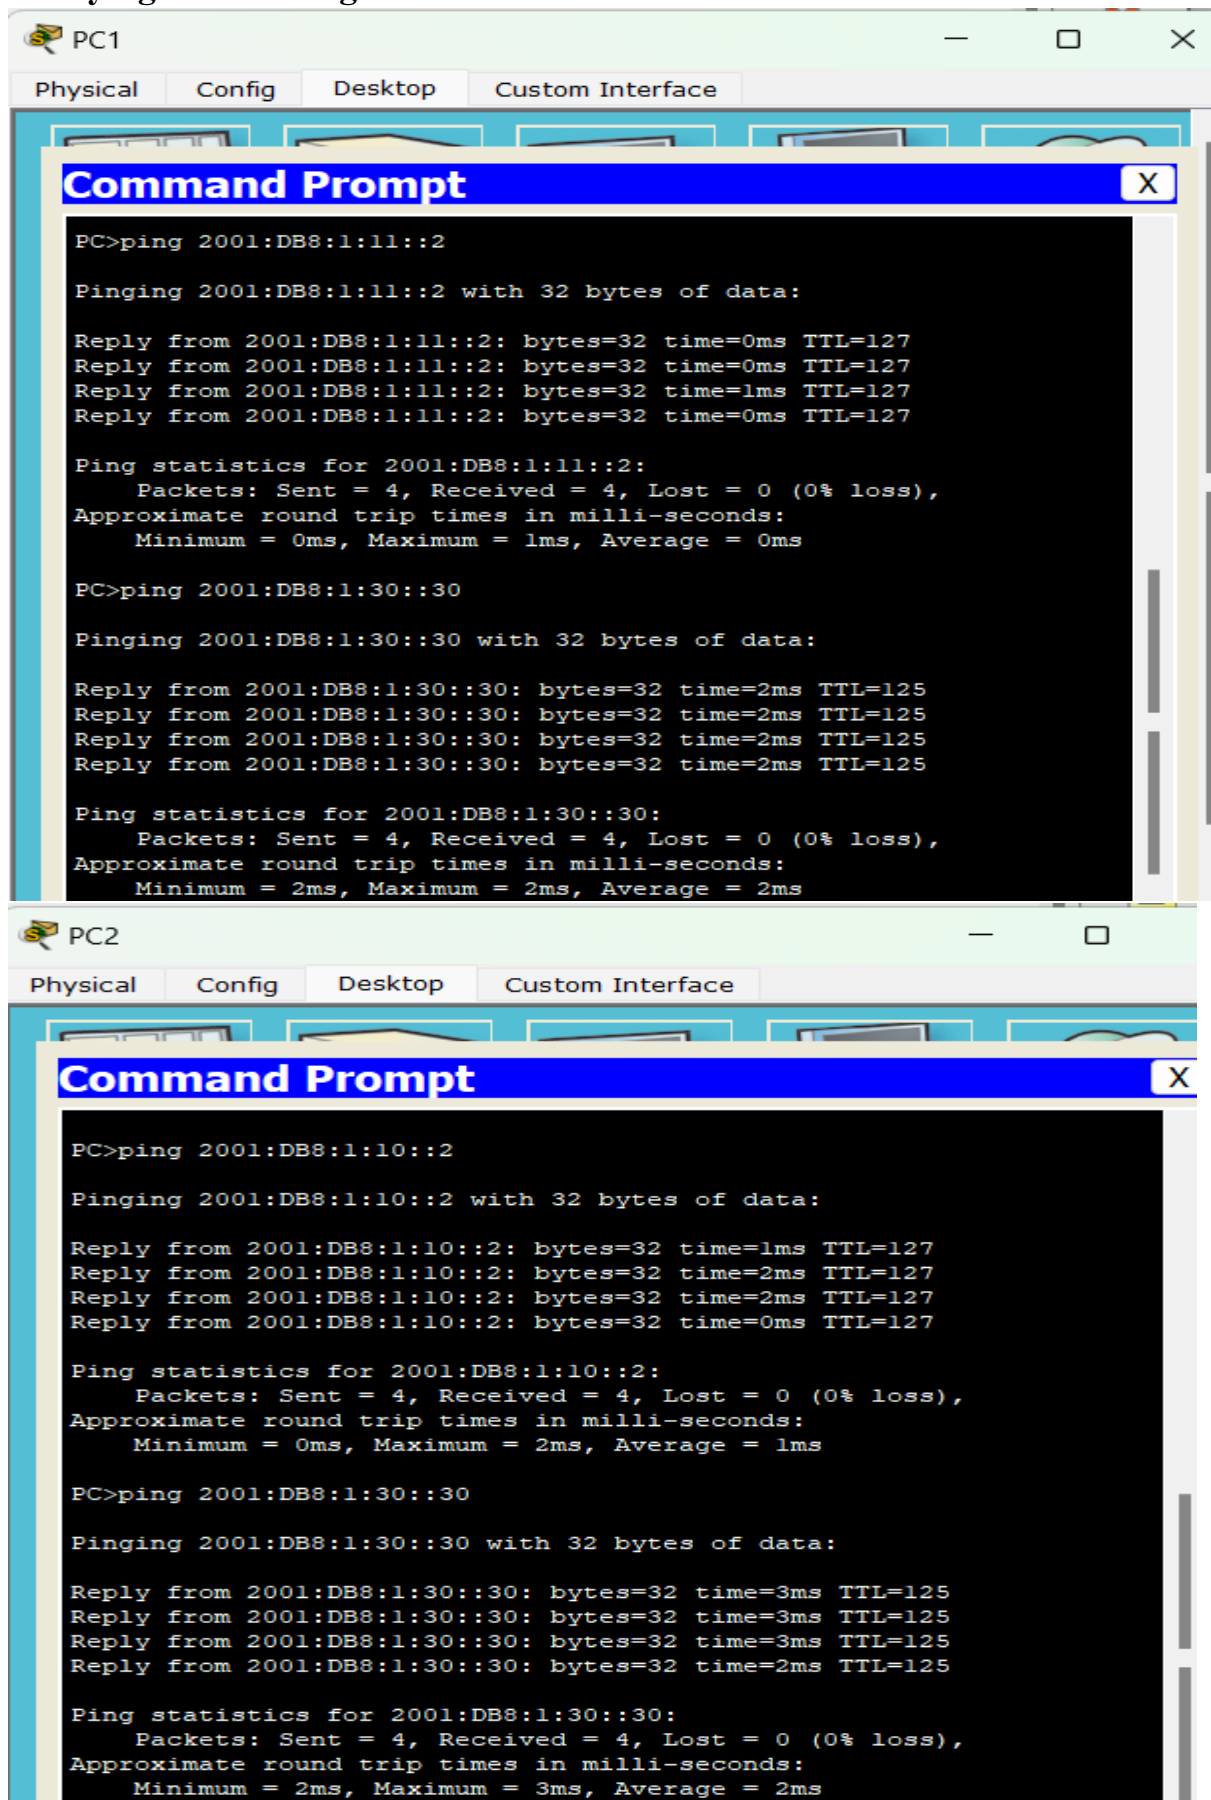 PC1
Physical Config Desktop Custom Interface
Command Prompt X
PC>ping 2001:DB8:1:11::2
Pinging 2001:DB8:1:11::2 with 32 bytes of data:
Reply from 2001:DB8:1:11::2: bytes=32 time=0ms TTL=127
Reply from 2001:DB8:1:11::2: bytes=32 time=0ms TTL=127
Reply from 2001:DB8:1:11::2: bytes=32 time=1ms TTL=127
Reply from 2001:DB8:1:11::2: bytes=32 time=0ms TTL=127
Ping statistics for 2001:DB8:1:11::2:
Packets: Sent = 4, Received = 4, Lost = 0 (0% loss),
Approximate round trip times in milli-seconds:
Minimum = 0ms, Maximum = 1ms, Average = 0ms
PC>ping 2001:DB8:1:30::30
Pinging 2001:DB8:1:30::30 with 32 bytes of data:
Reply from 2001:DB8:1:30::30: bytes=32 time=2ms TTL=125
Reply from 2001:DB8:1:30::30: bytes=32 time=2ms TTL=125
Reply from 2001:DB8:1:30::30: bytes=32 time=2ms TTL=125
Reply from 2001:DB8:1:30::30: bytes=32 time=2ms TTL=125
Ping statistics for 2001:DB8:1:30::30:
Packets: Sent = 4, Received = 4, Lost = 0 (0% loss),
Approximate round trip times in milli-seconds:
Minimum = 2ms, Maximum = 2ms, Average = 2ms
PC2
Physical Config Desktop Custom Interface
Command Prompt X
PC>ping 2001:DB8:1:10::2
Pinging 2001:DB8:1:10::2 with 32 bytes of data:
Reply from 2001:DB8:1:10::2: bytes=32 time=1ms TTL=127
Reply from 2001:DB8:1:10::2: bytes=32 time=2ms TTL=127
Reply from 2001:DB8:1:10::2: bytes=32 time=2ms TTL=127
Reply from 2001:DB8:1:10::2: bytes=32 time=0ms TTL=127
Ping statistics for 2001:DB8:1:10::2:
Packets: Sent = 4, Received = 4, Lost = 0 (0% loss),
Approximate round trip times in milli-seconds:
Minimum = 0ms, Maximum = 2ms, Average = 1ms
PC>ping 2001:DB8:1:30::30
Pinging 2001:DB8:1:30::30 with 32 bytes of data:
Reply from 2001:DB8:1:30::30: bytes=32 time=3ms TTL=125
Reply from 2001:DB8:1:30::30: bytes=32 time=3ms TTL=125
Reply from 2001:DB8:1:30::30: bytes=32 time=3ms TTL=125
Reply from 2001:DB8:1:30::30: bytes=32 time=2ms TTL=125
Ping statistics for 2001:DB8:1:30::30:
Packets: Sent = 4, Received = 4, Lost = 0 (0% loss),
Approximate round trip times in milli-seconds:
Minimum = 2ms, Maximum = 3ms, Average = 2ms